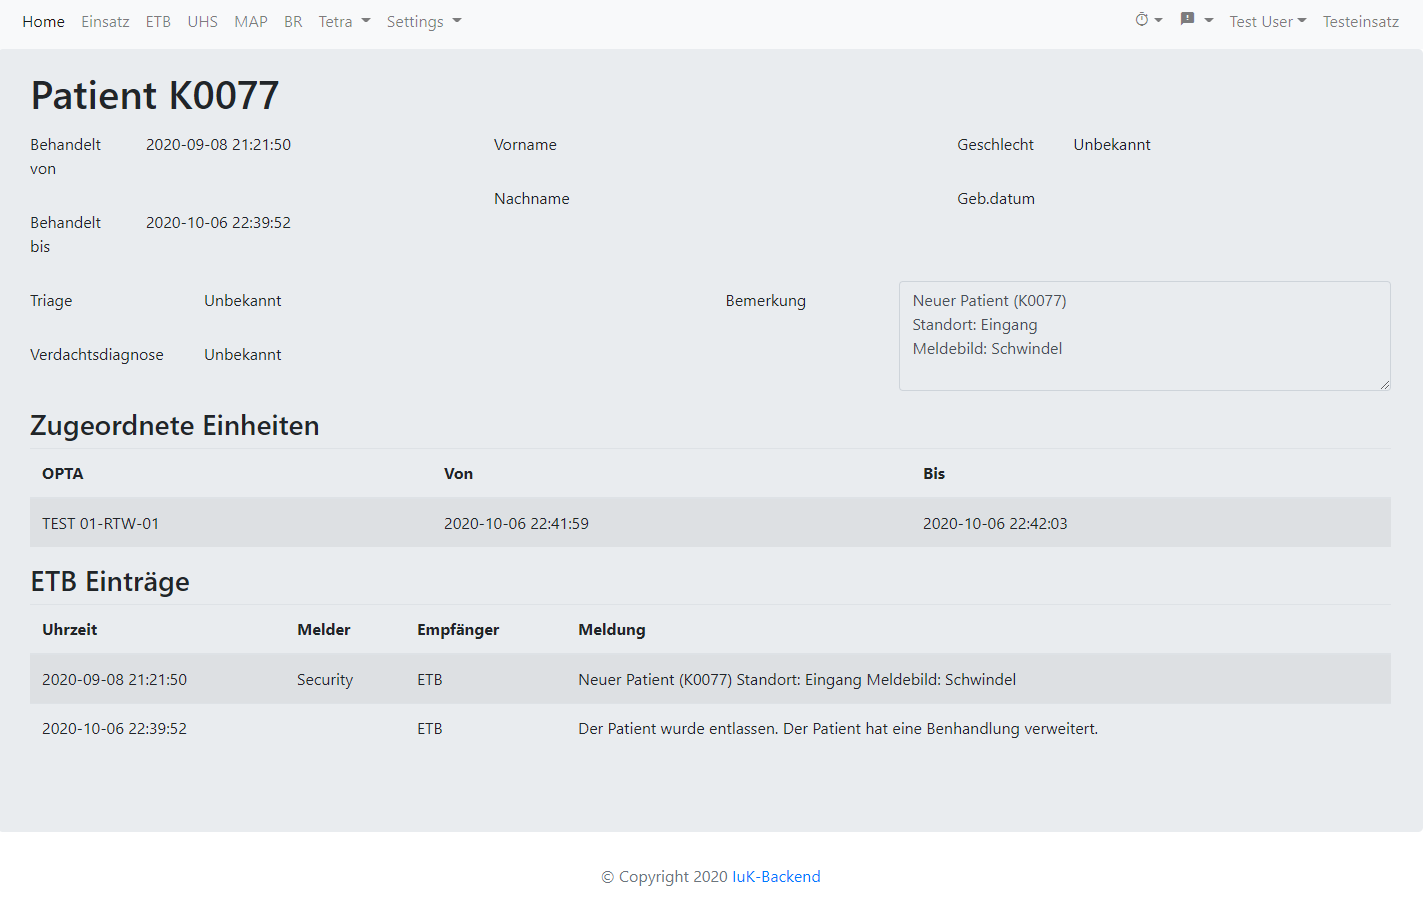 Home Einsatz ETB UHS MAP BR Tetra Settings Test User Testeinsatz
Patient K0077
Behandelt von 2020-09-08 21:21:50 Vorname Geschlecht Unbekannt
Nachname Geb.datum
Behandelt bis 2020-10-06 22:39:52
Triage Unbekannt Bemerkung Neuer Patient (K0077)
Standort: Eingang
Meldebild: Schwindel
Verdachtsdiagnose Unbekannt
Zugeordnete Einheiten
OPTA Von Bis
TEST 01-RTW-01 2020-10-06 22:41:59 2020-10-06 22:42:03
ETB Einträge
Uhrzeit Melder Empfänger Meldung
2020-09-08 21:21:50 Security ETB Neuer Patient (K0077) Standort: Eingang Meldebild: Schwindel
2020-10-06 22:39:52 ETB Der Patient wurde entlassen. Der Patient hat eine Benhandlung verweitert.
© Copyright 2020 IuK-Backend